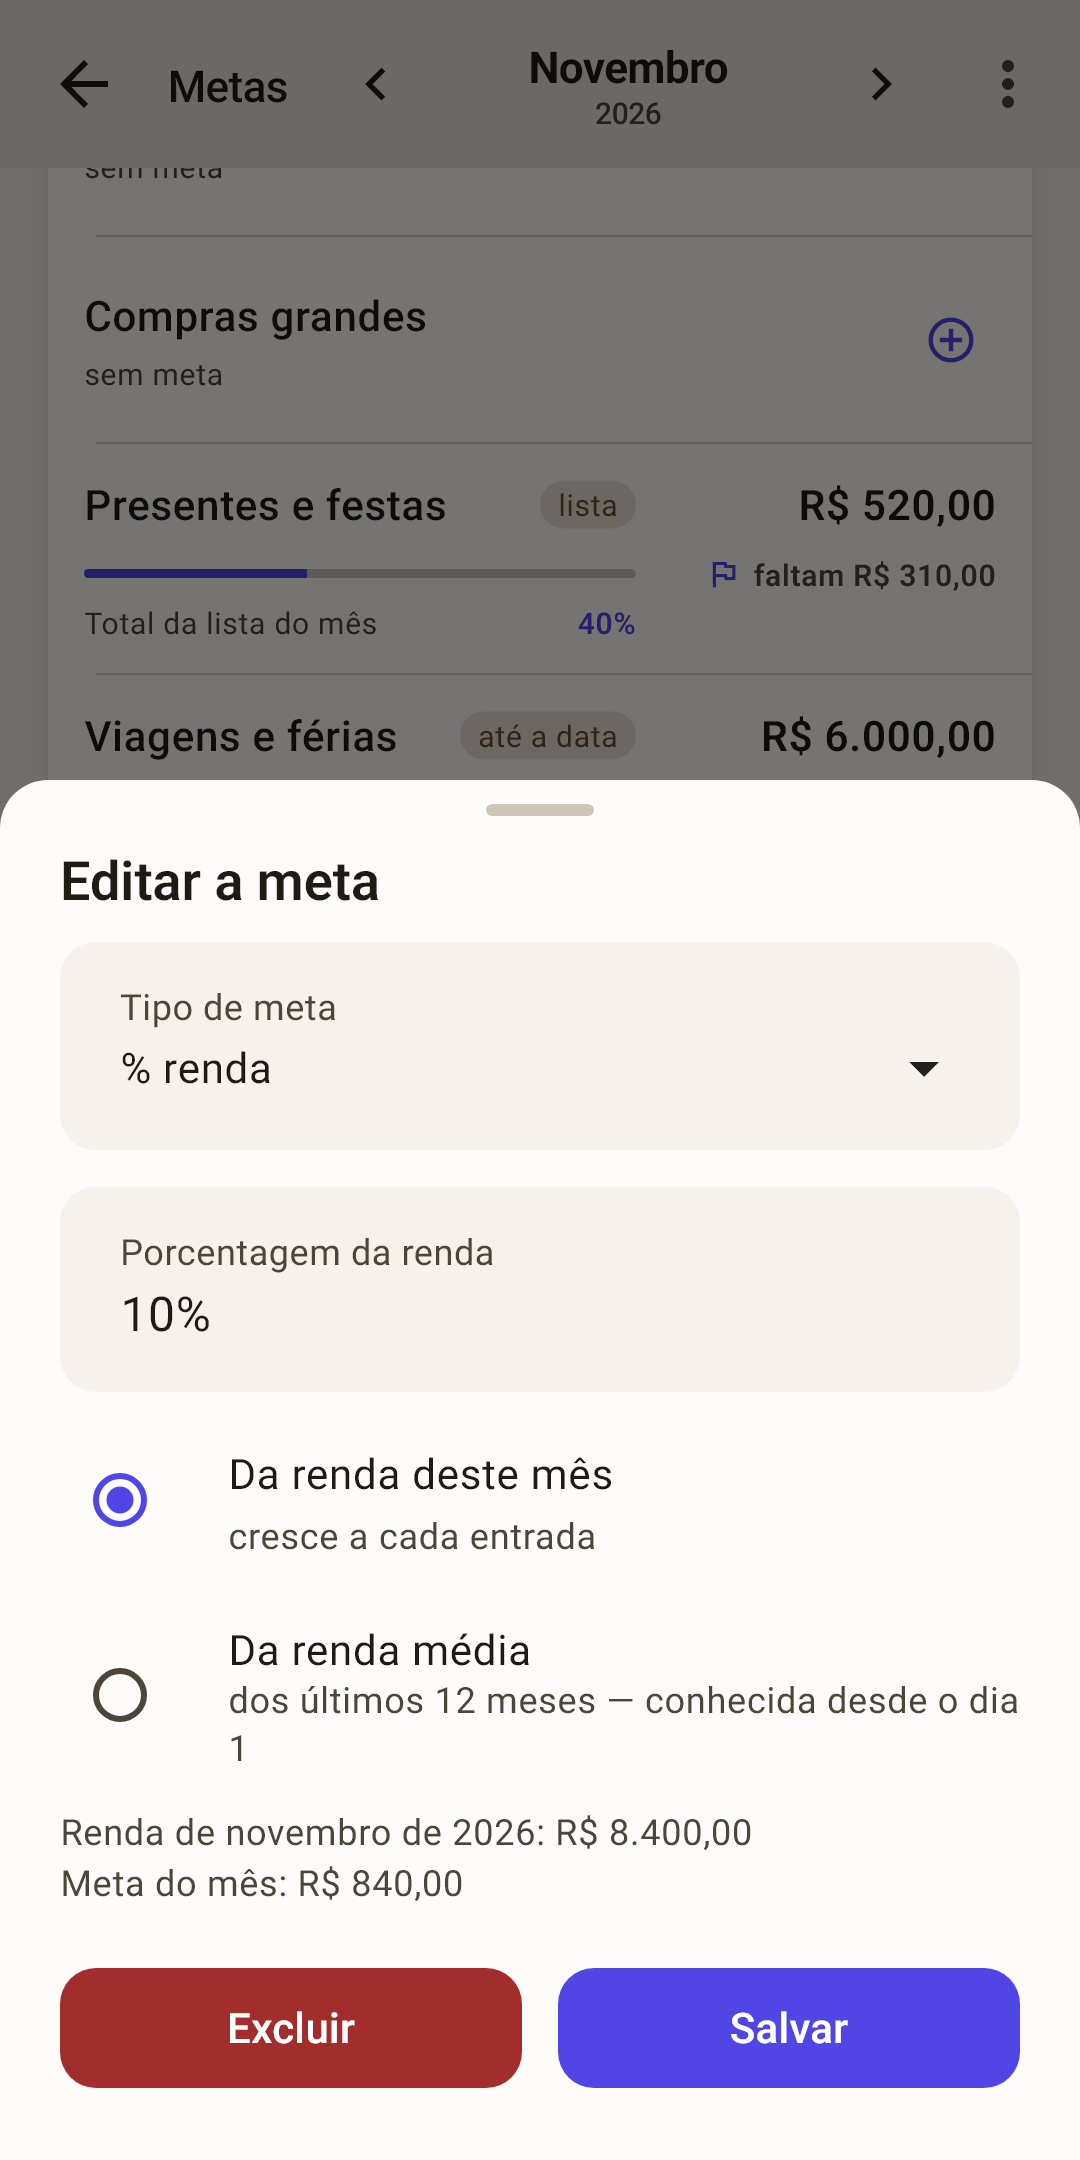 Metas
Novembro
2026
sem meta
Compras grandes
sem meta
Presentes e festas
lista
R$ 520,00
faltam R$ 310,00
Total da lista do mês
40%
Viagens e férias
até a data
R$ 6.000,00
Editar a meta
Tipo de meta
% renda
Porcentagem da renda
10%
Da renda deste mês
cresce a cada entrada
Da renda média
dos últimos 12 meses — conhecida desde o dia
1
Renda de novembro de 2026: R$ 8.400,00
Meta do mês: R$ 840,00
Excluir
Salvar